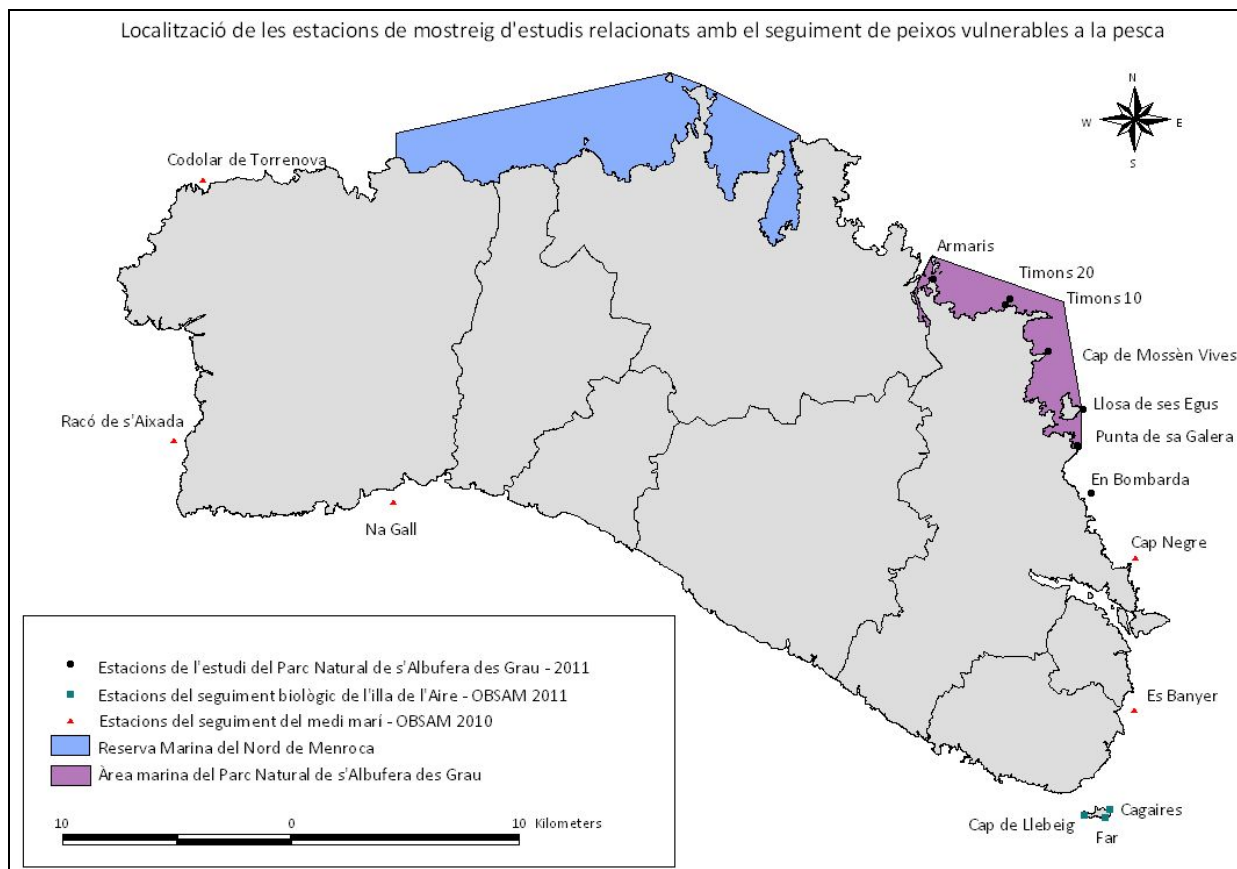 Localització de les estacions de mostreig d'estudis relacionats amb el seguiment de peixos vulnerables a la pesca
N
W E
S
Codolar de Torrenova
Armaris
Timons 20
Timons 10
Cap de Mossèn Vives
Llosa de ses Egus
Racó de s'Aixada
Punta de sa Galera
En Bombarda
Na Gall
Cap Negre
Es Banyer
Cagaires
Cap de Llebeig
Far
Estacions de l'estudi del Parc Natural de s'Albufera des Grau - 2011
Estacions del seguiment biològic de l'illa de l'Aire - OBSAM 2011
Estacions del seguiment del medi marí - OBSAM 2010
Reserva Marina del Nord de Menroca
Àrea marina del Parc Natural de s'Albufera des Grau
10 0 10 Kilometers